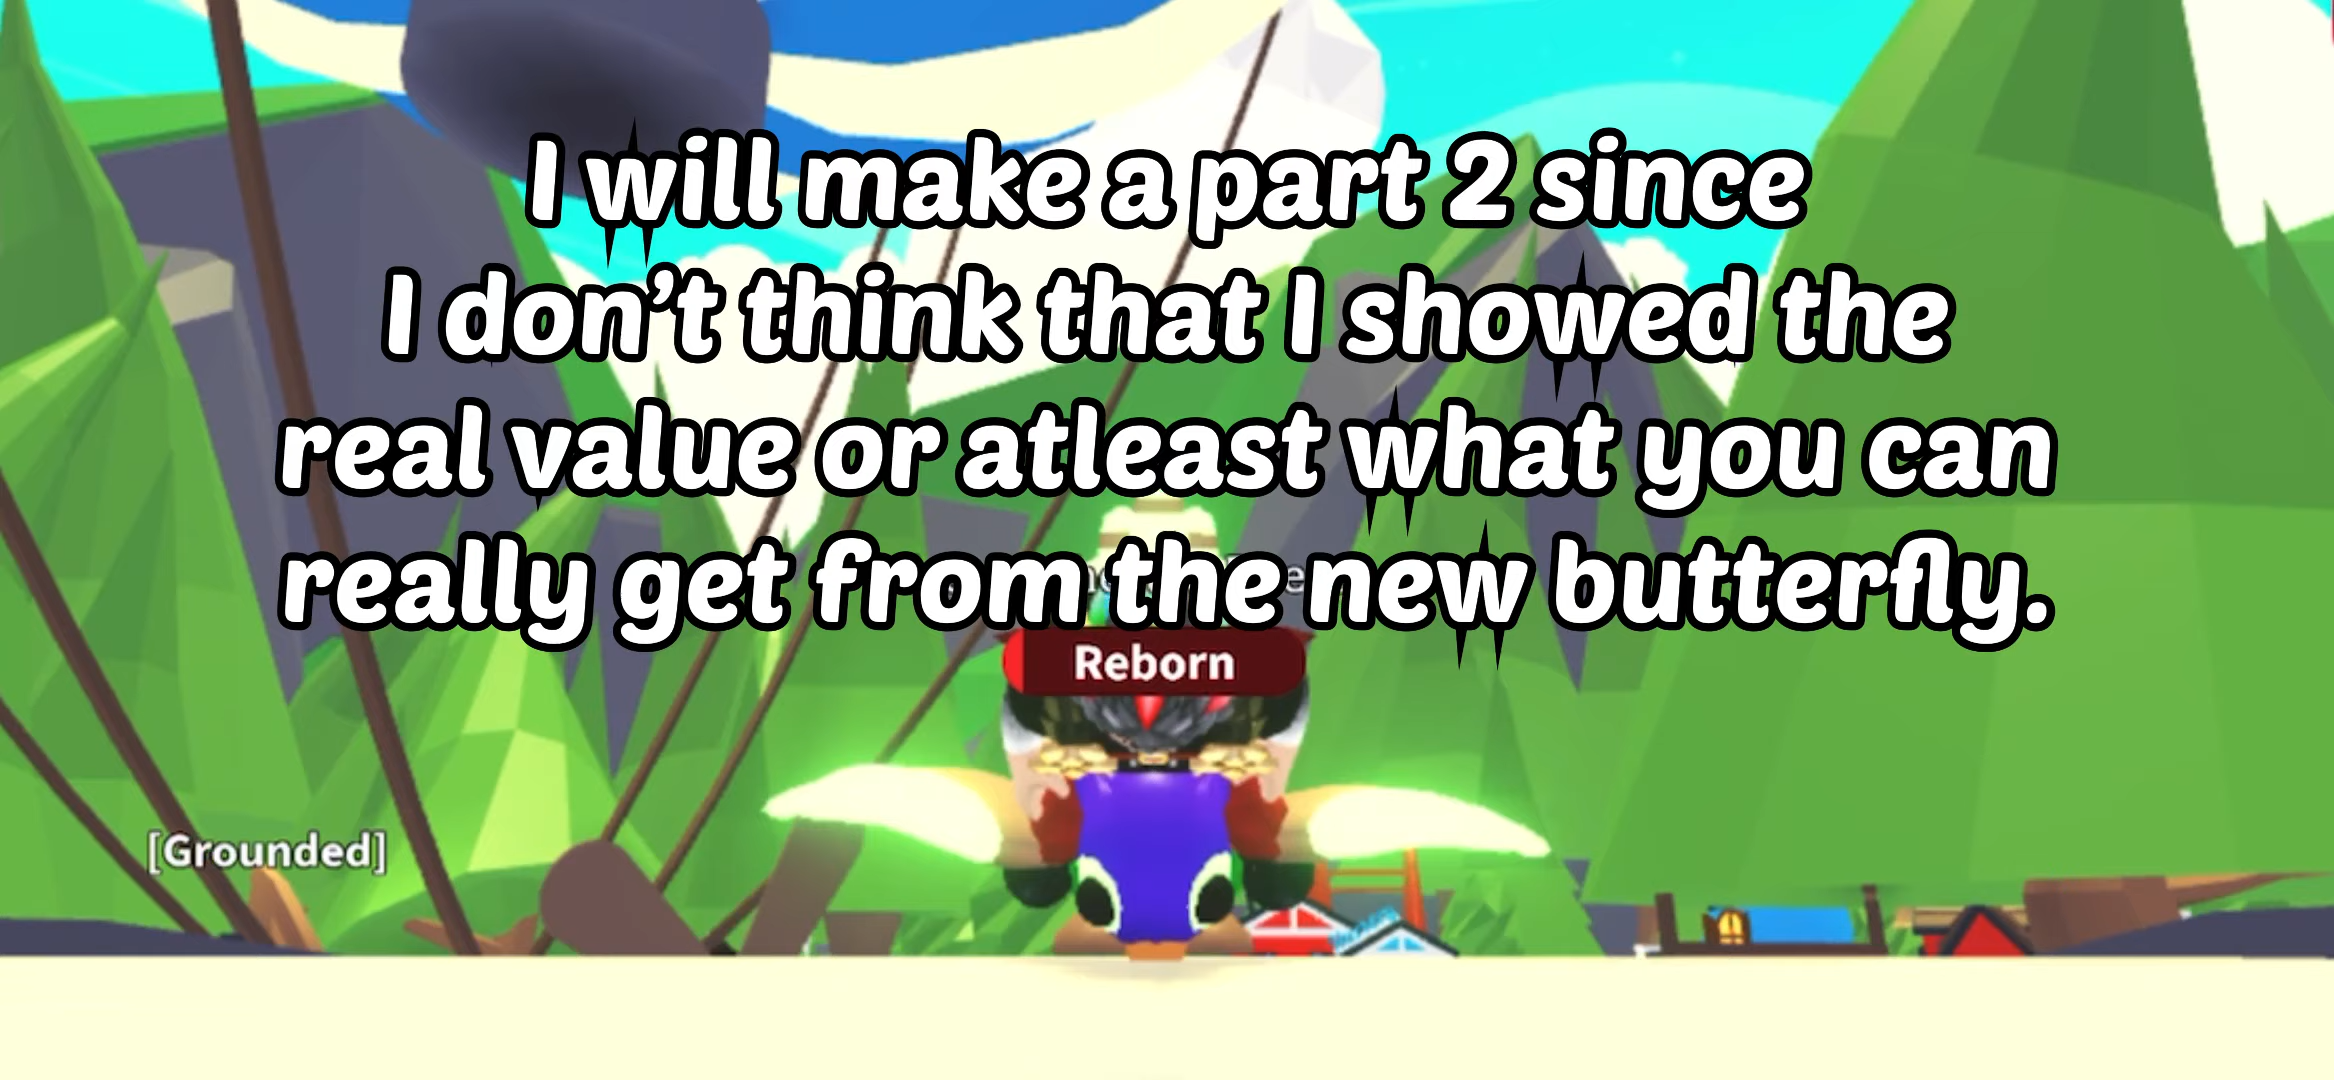 I will make a part 2 since
I don’t think that I showed the
real value or atleast what you can
really get from the new butterfly.
Reborn
[Grounded]